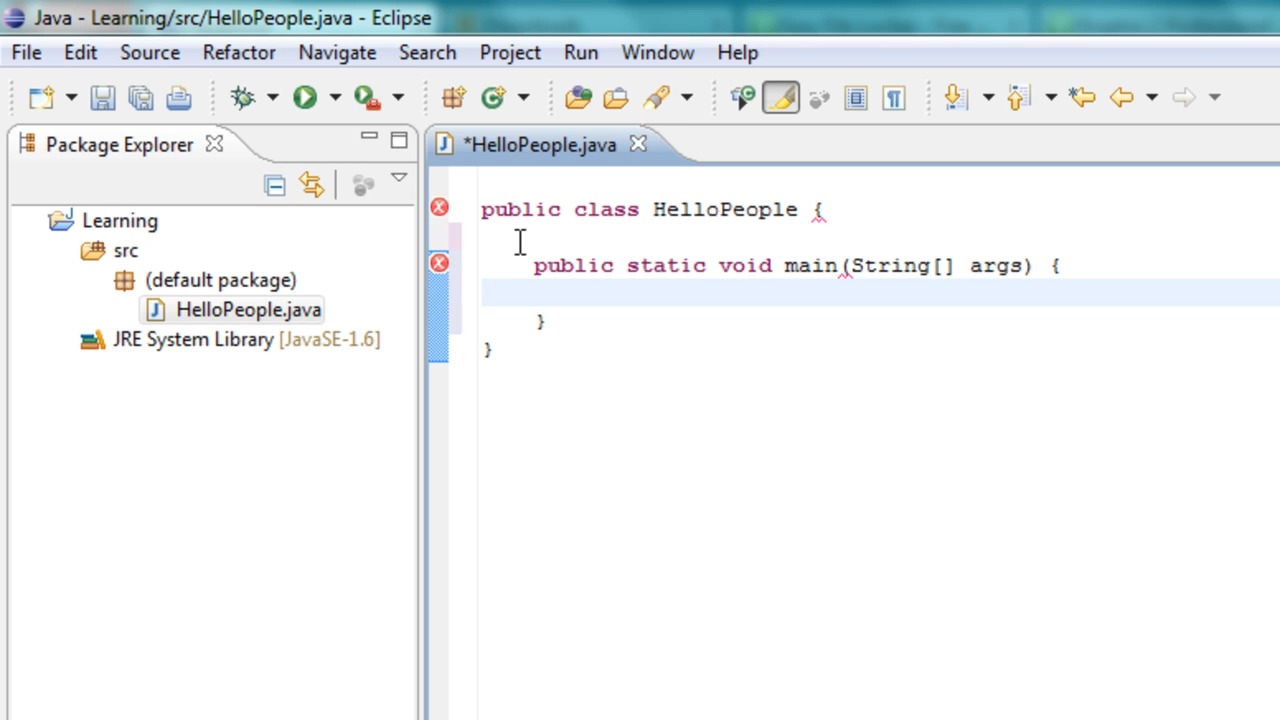 Java - Learning/src/HelloPeople.java - Eclipse
File Edit Source Refactor Navigate Search Project Run Window Help
Package Explorer
*HelloPeople.java
Learning
src
(default package)
HelloPeople.java
JRE System Library [JavaSE-1.6]
public class HelloPeople {
public static void main(String[] args) {
}
}